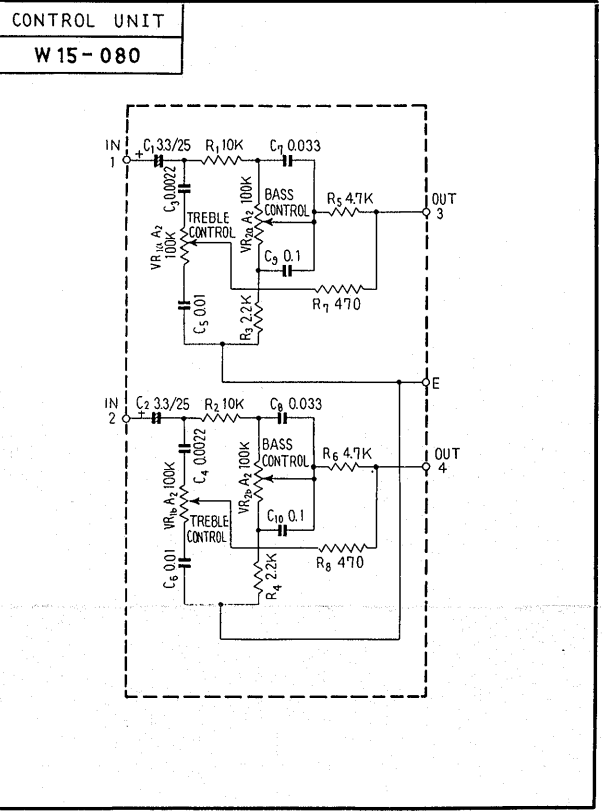 CONTROL UNIT
W15-080
IN
1
+
C1 3.3/25
R1 10K
C7 0.033
C3 0.0022
VR1a A2
100K
TREBLE
CONTROL
VR2a A2 100K
BASS
CONTROL
R5 4.7K
OUT
3
C9 0.1
C5 0.01
R3 2.2K
R7 470
E
IN
2
+
C2 3.3/25
R2 10K
C8 0.033
C4 0.0022
VR1b A2 100K
TREBLE
CONTROL
VR2b A2 100K
BASS
CONTROL
R6 4.7K
OUT
4
C10 0.1
C6 0.01
R4 2.2K
R8 470